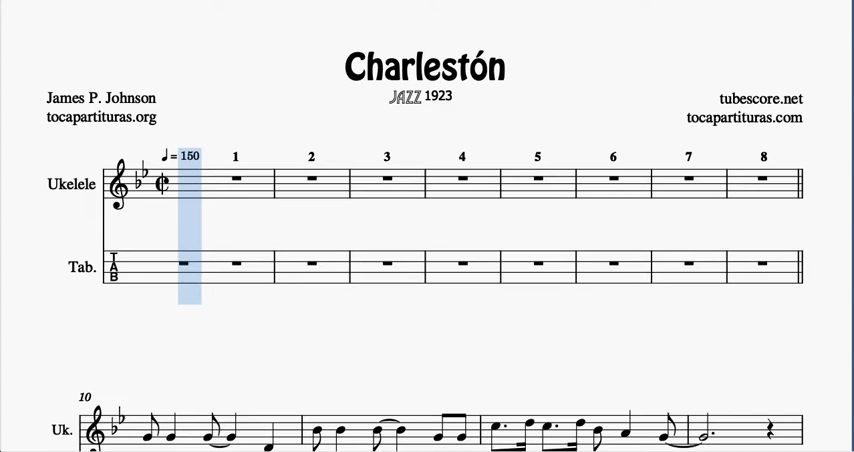 Charlestón
James P. Johnson
JAZZ 1923
tubescore.net
tocapartituras.org
tocapartituras.com
= 150 1 2 3 4 5 6 7 8
Ukelele
Tab.
TAB
10
Uk.